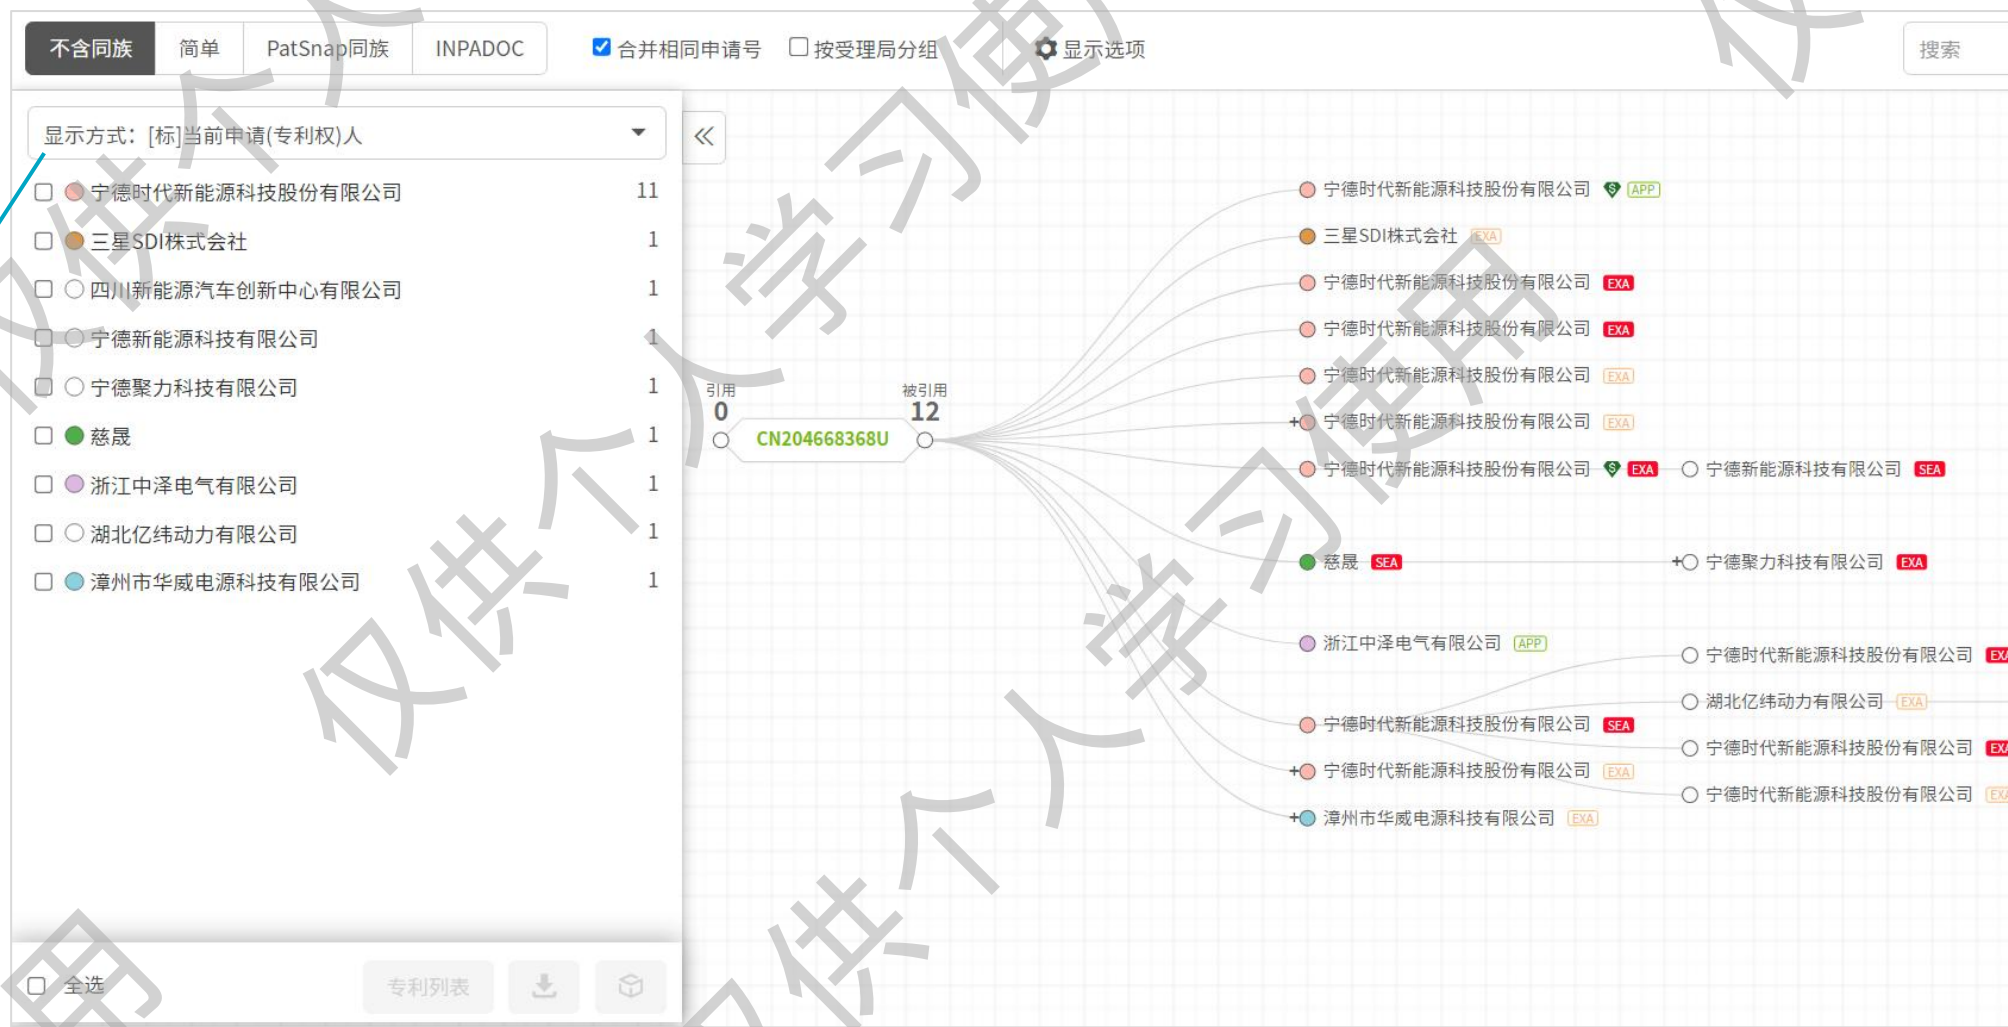 不含同族 简单 PatSnap同族 INPADOC 合并相同申请号 按受理局分组 显示选项 搜索
显示方式：[标]当前申请(专利权)人
宁德时代新能源科技股份有限公司 11
三星SDI株式会社 1
四川新能源汽车创新中心有限公司 1
宁德新能源科技有限公司 1
宁德聚力科技有限公司 1
慈晟 1
浙江中泽电气有限公司 1
湖北亿纬动力有限公司 1
漳州市华威电源科技有限公司 1
全选 专利列表
引用
0
CN204668368U
被引用
12
宁德时代新能源科技股份有限公司 APP
三星SDI株式会社 EXA
宁德时代新能源科技股份有限公司 EXA
宁德时代新能源科技股份有限公司 EXA
宁德时代新能源科技股份有限公司 EXA
宁德时代新能源科技股份有限公司 EXA
宁德时代新能源科技股份有限公司 EXA 宁德新能源科技有限公司 SEA
慈晟 SEA 宁德聚力科技有限公司 EXA
浙江中泽电气有限公司 APP
宁德时代新能源科技股份有限公司 EXA
湖北亿纬动力有限公司 EXA
宁德时代新能源科技股份有限公司 SEA
宁德时代新能源科技股份有限公司 EXA
宁德时代新能源科技股份有限公司 EXA
宁德时代新能源科技股份有限公司 EXA
漳州市华威电源科技有限公司 EXA
仅供个人学习使用
仅供个人学习使用